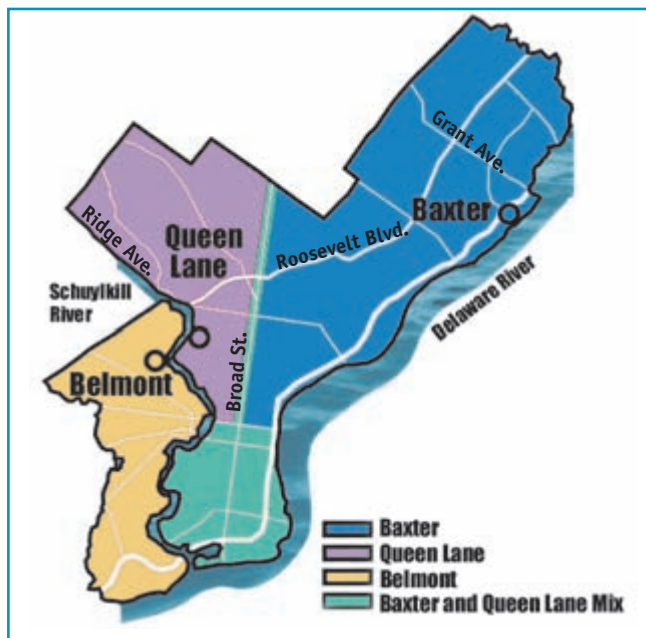 Grant Ave.
Baxter
Ridge Ave.
Queen
Lane
Roosevelt Blvd.
Schuylkill
River
Delaware River
Broad St.
Belmont
Baxter
Queen Lane
Belmont
Baxter and Queen Lane Mix